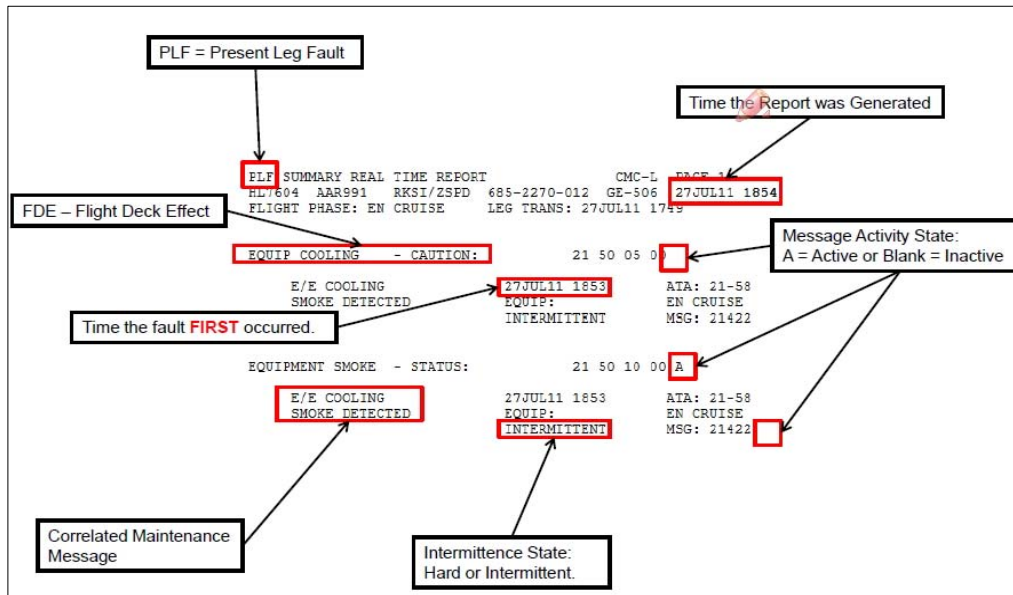 PLF = Present Leg Fault
Time the Report was Generated
PLF SUMMARY REAL TIME REPORT CMC-L PAGE 1
HL7604 AAR991 RKSI/ZSPD 685-2270-012 GE-506 27JUL11 1854
FLIGHT PHASE: EN CRUISE LEG TRANS: 27JUL11 1749
FDE – Flight Deck Effect
Message Activity State:
A = Active or Blank = Inactive
EQUIP COOLING - CAUTION: 21 50 05 00
E/E COOLING 27JUL11 1853 ATA: 21-58
SMOKE DETECTED EQUIP: EN CRUISE
INTERMITTENT MSG: 21422
Time the fault FIRST occurred.
EQUIPMENT SMOKE - STATUS: 21 50 10 00 A
E/E COOLING 27JUL11 1853 ATA: 21-58
SMOKE DETECTED EQUIP: EN CRUISE
INTERMITTENT MSG: 21422
Correlated Maintenance
Message
Intermittence State:
Hard or Intermittent.